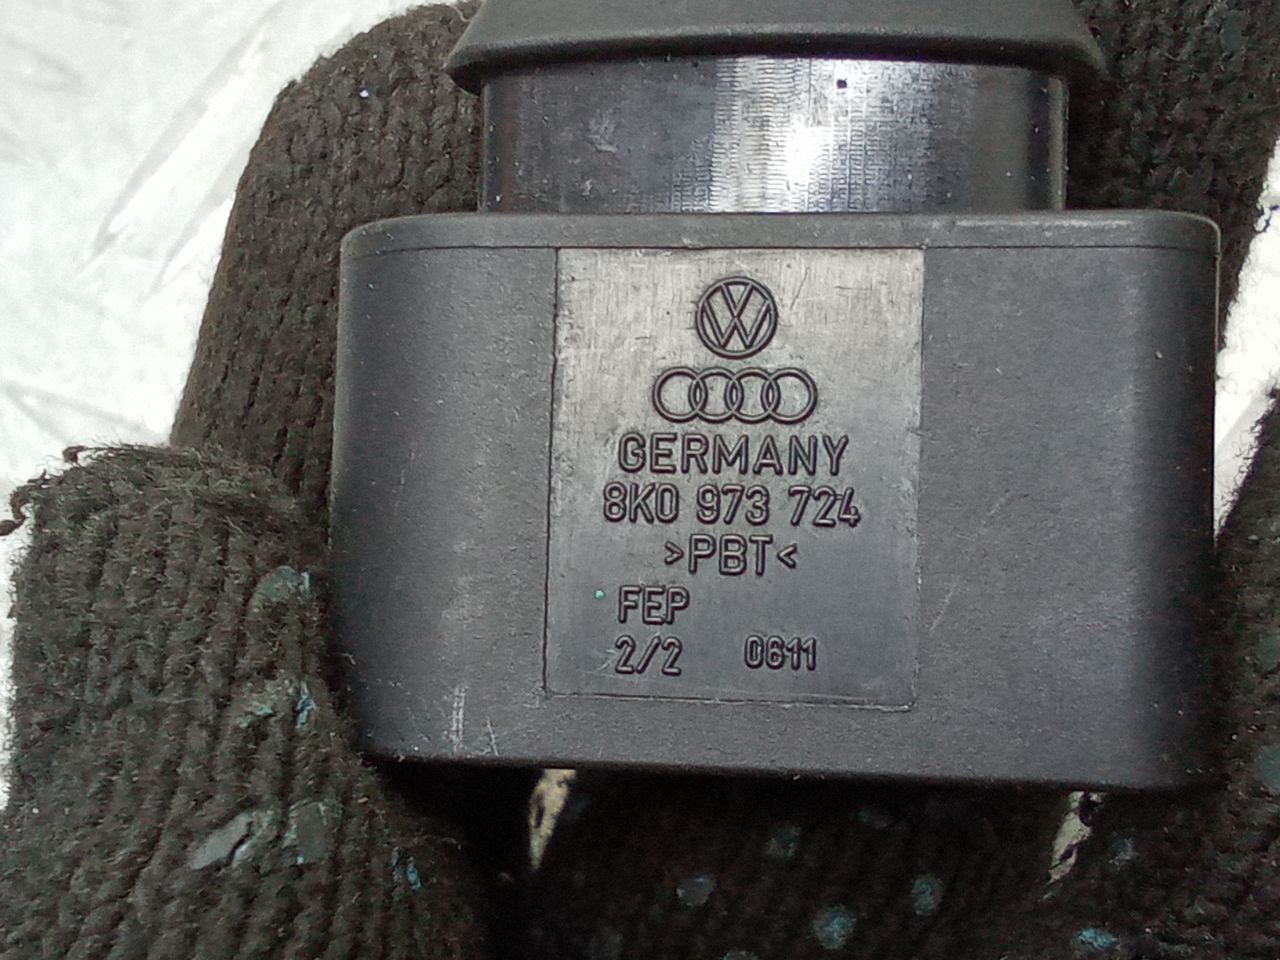 GERMANY
8K0 973 724
>PBT<
FEP
2/2 0611